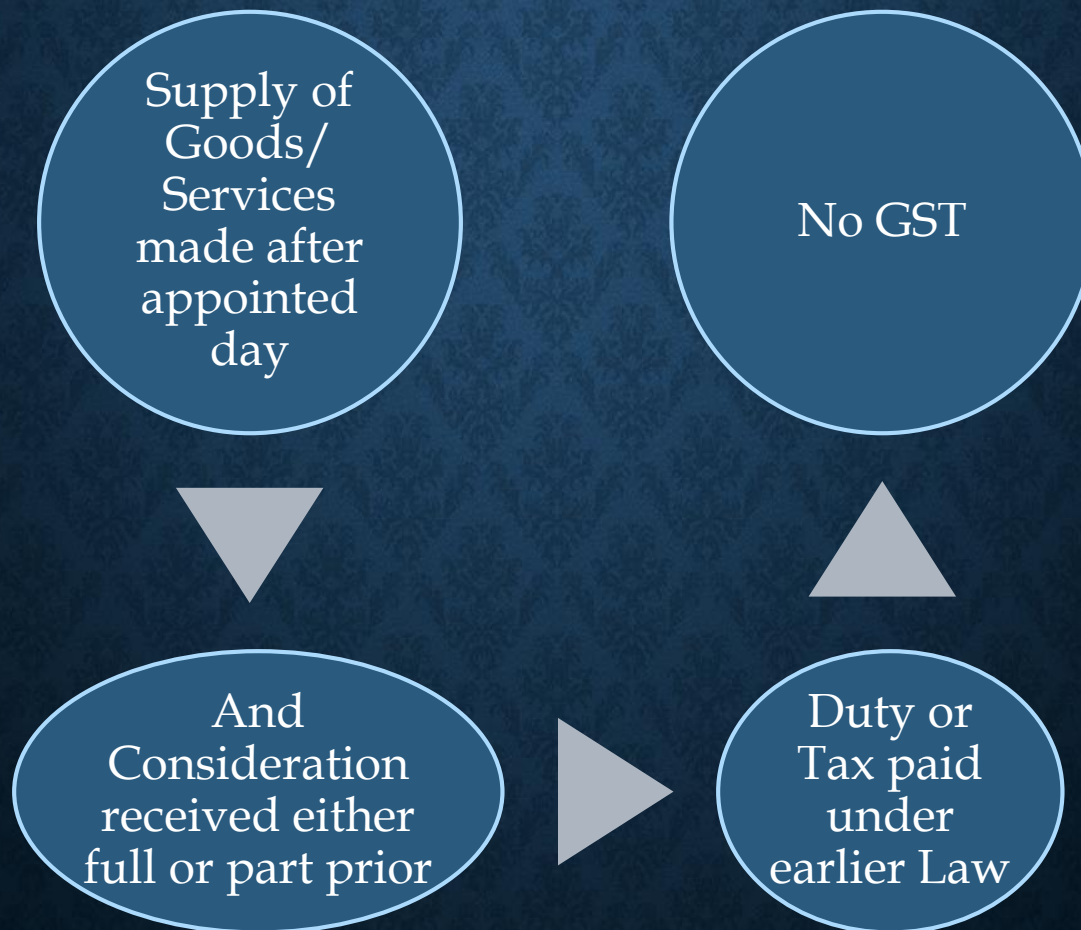 Supply of
Goods/
Services
made after
appointed
day
And
Consideration
received either
full or part prior
Duty or
Tax paid
under
earlier Law
No GST